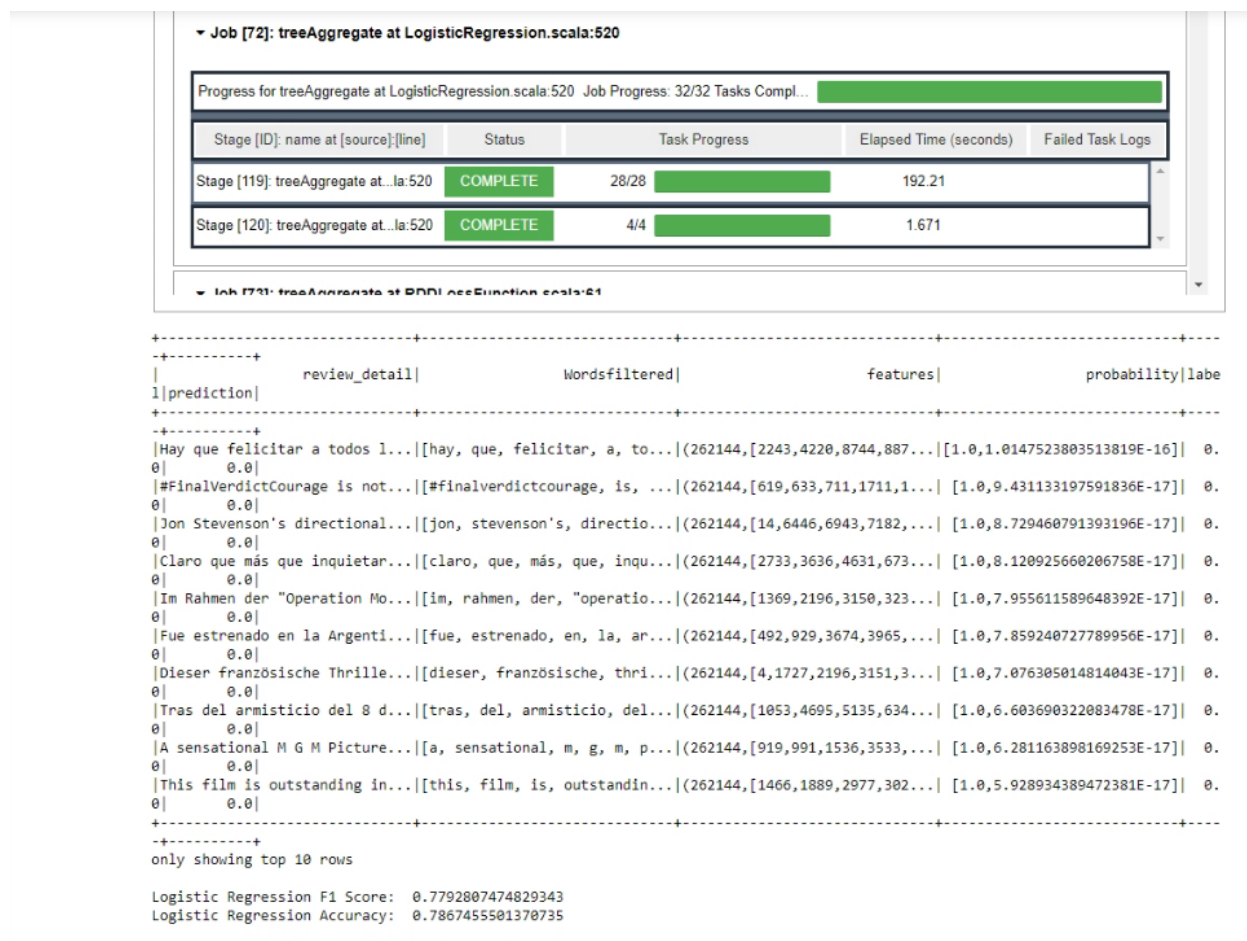 Job [72]: treeAggregate at LogisticRegression.scala:520
Progress for treeAggregate at LogisticRegression.scala:520 Job Progress: 32/32 Tasks Compl...
Stage [ID]: name at [source]:[line] Status Task Progress Elapsed Time (seconds) Failed Task Logs
Stage [119]: treeAggregate at...la:520 COMPLETE 28/28 192.21
Stage [120]: treeAggregate at...la:520 COMPLETE 4/4 1.671
Job [73]: treeAggregate at RDDLossFunction.scala:61
+------------------------------+------------------------------+------------------------------+----------------------------+----
-+----------+
| review_detail| Wordsfiltered| features| probability|labe
l|prediction|
+------------------------------+------------------------------+------------------------------+----------------------------+----
-+----------+
|Hay que felicitar a todos l...|[hay, que, felicitar, a, to...|(262144,[2243,4220,8744,887...|[1.0,1.0147523803513819E-16]| 0.
0| 0.0|
|#FinalVerdictCourage is not...|[#finalverdictcourage, is, ...|(262144,[619,633,711,1711,1...| [1.0,9.431133197591836E-17]| 0.
0| 0.0|
|Jon Stevenson's directional...|[jon, stevenson's, directio...|(262144,[14,6446,6943,7182,...| [1.0,8.729460791393196E-17]| 0.
0| 0.0|
|Claro que más que inquietar...|[claro, que, más, que, inqu...|(262144,[2733,3636,4631,673...| [1.0,8.120925660206758E-17]| 0.
0| 0.0|
|Im Rahmen der "Operation Mo...|[im, rahmen, der, "operatio...|(262144,[1369,2196,3150,323...| [1.0,7.955611589648392E-17]| 0.
0| 0.0|
|Fue estrenado en la Argenti...|[fue, estrenado, en, la, ar...|(262144,[492,929,3674,3965,...| [1.0,7.859240727789956E-17]| 0.
0| 0.0|
|Dieser französische Thrille...|[dieser, französische, thri...|(262144,[4,1727,2196,3151,3...| [1.0,7.076305014814043E-17]| 0.
0| 0.0|
|Tras del armisticio del 8 d...|[tras, del, armisticio, del...|(262144,[1053,4695,5135,634...| [1.0,6.603690322083478E-17]| 0.
0| 0.0|
|A sensational M G M Picture...|[a, sensational, m, g, m, p...|(262144,[919,991,1536,3533,...| [1.0,6.281163898169253E-17]| 0.
0| 0.0|
|This film is outstanding in...|[this, film, is, outstandin...|(262144,[1466,1889,2977,302...| [1.0,5.928934389472381E-17]| 0.
0| 0.0|
+------------------------------+------------------------------+------------------------------+----------------------------+----
-+----------+
only showing top 10 rows
Logistic Regression F1 Score: 0.7792807474829343
Logistic Regression Accuracy: 0.7867455501370735